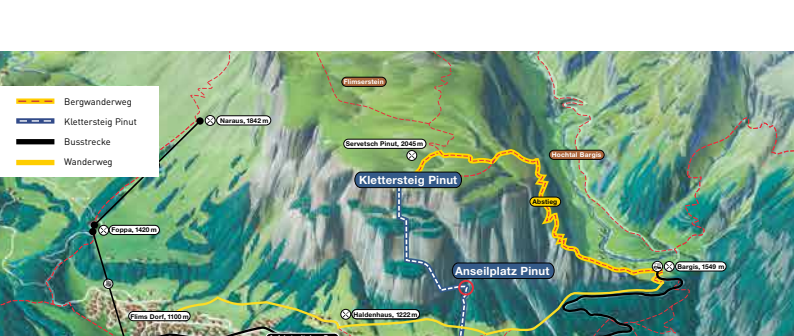 Bergwanderweg
Klettersteig Pinut
Busstrecke
Wanderweg
Flimserstein
Naraus, 1842 m
Servetsch Pinut, 2045 m
Hochtal Bargis
Klettersteig Pinut
Abstieg
Foppa, 1420 m
Anseilplatz Pinut
Bargis, 1549 m
Flims Dorf, 1100 m
Haldenhaus, 1222 m